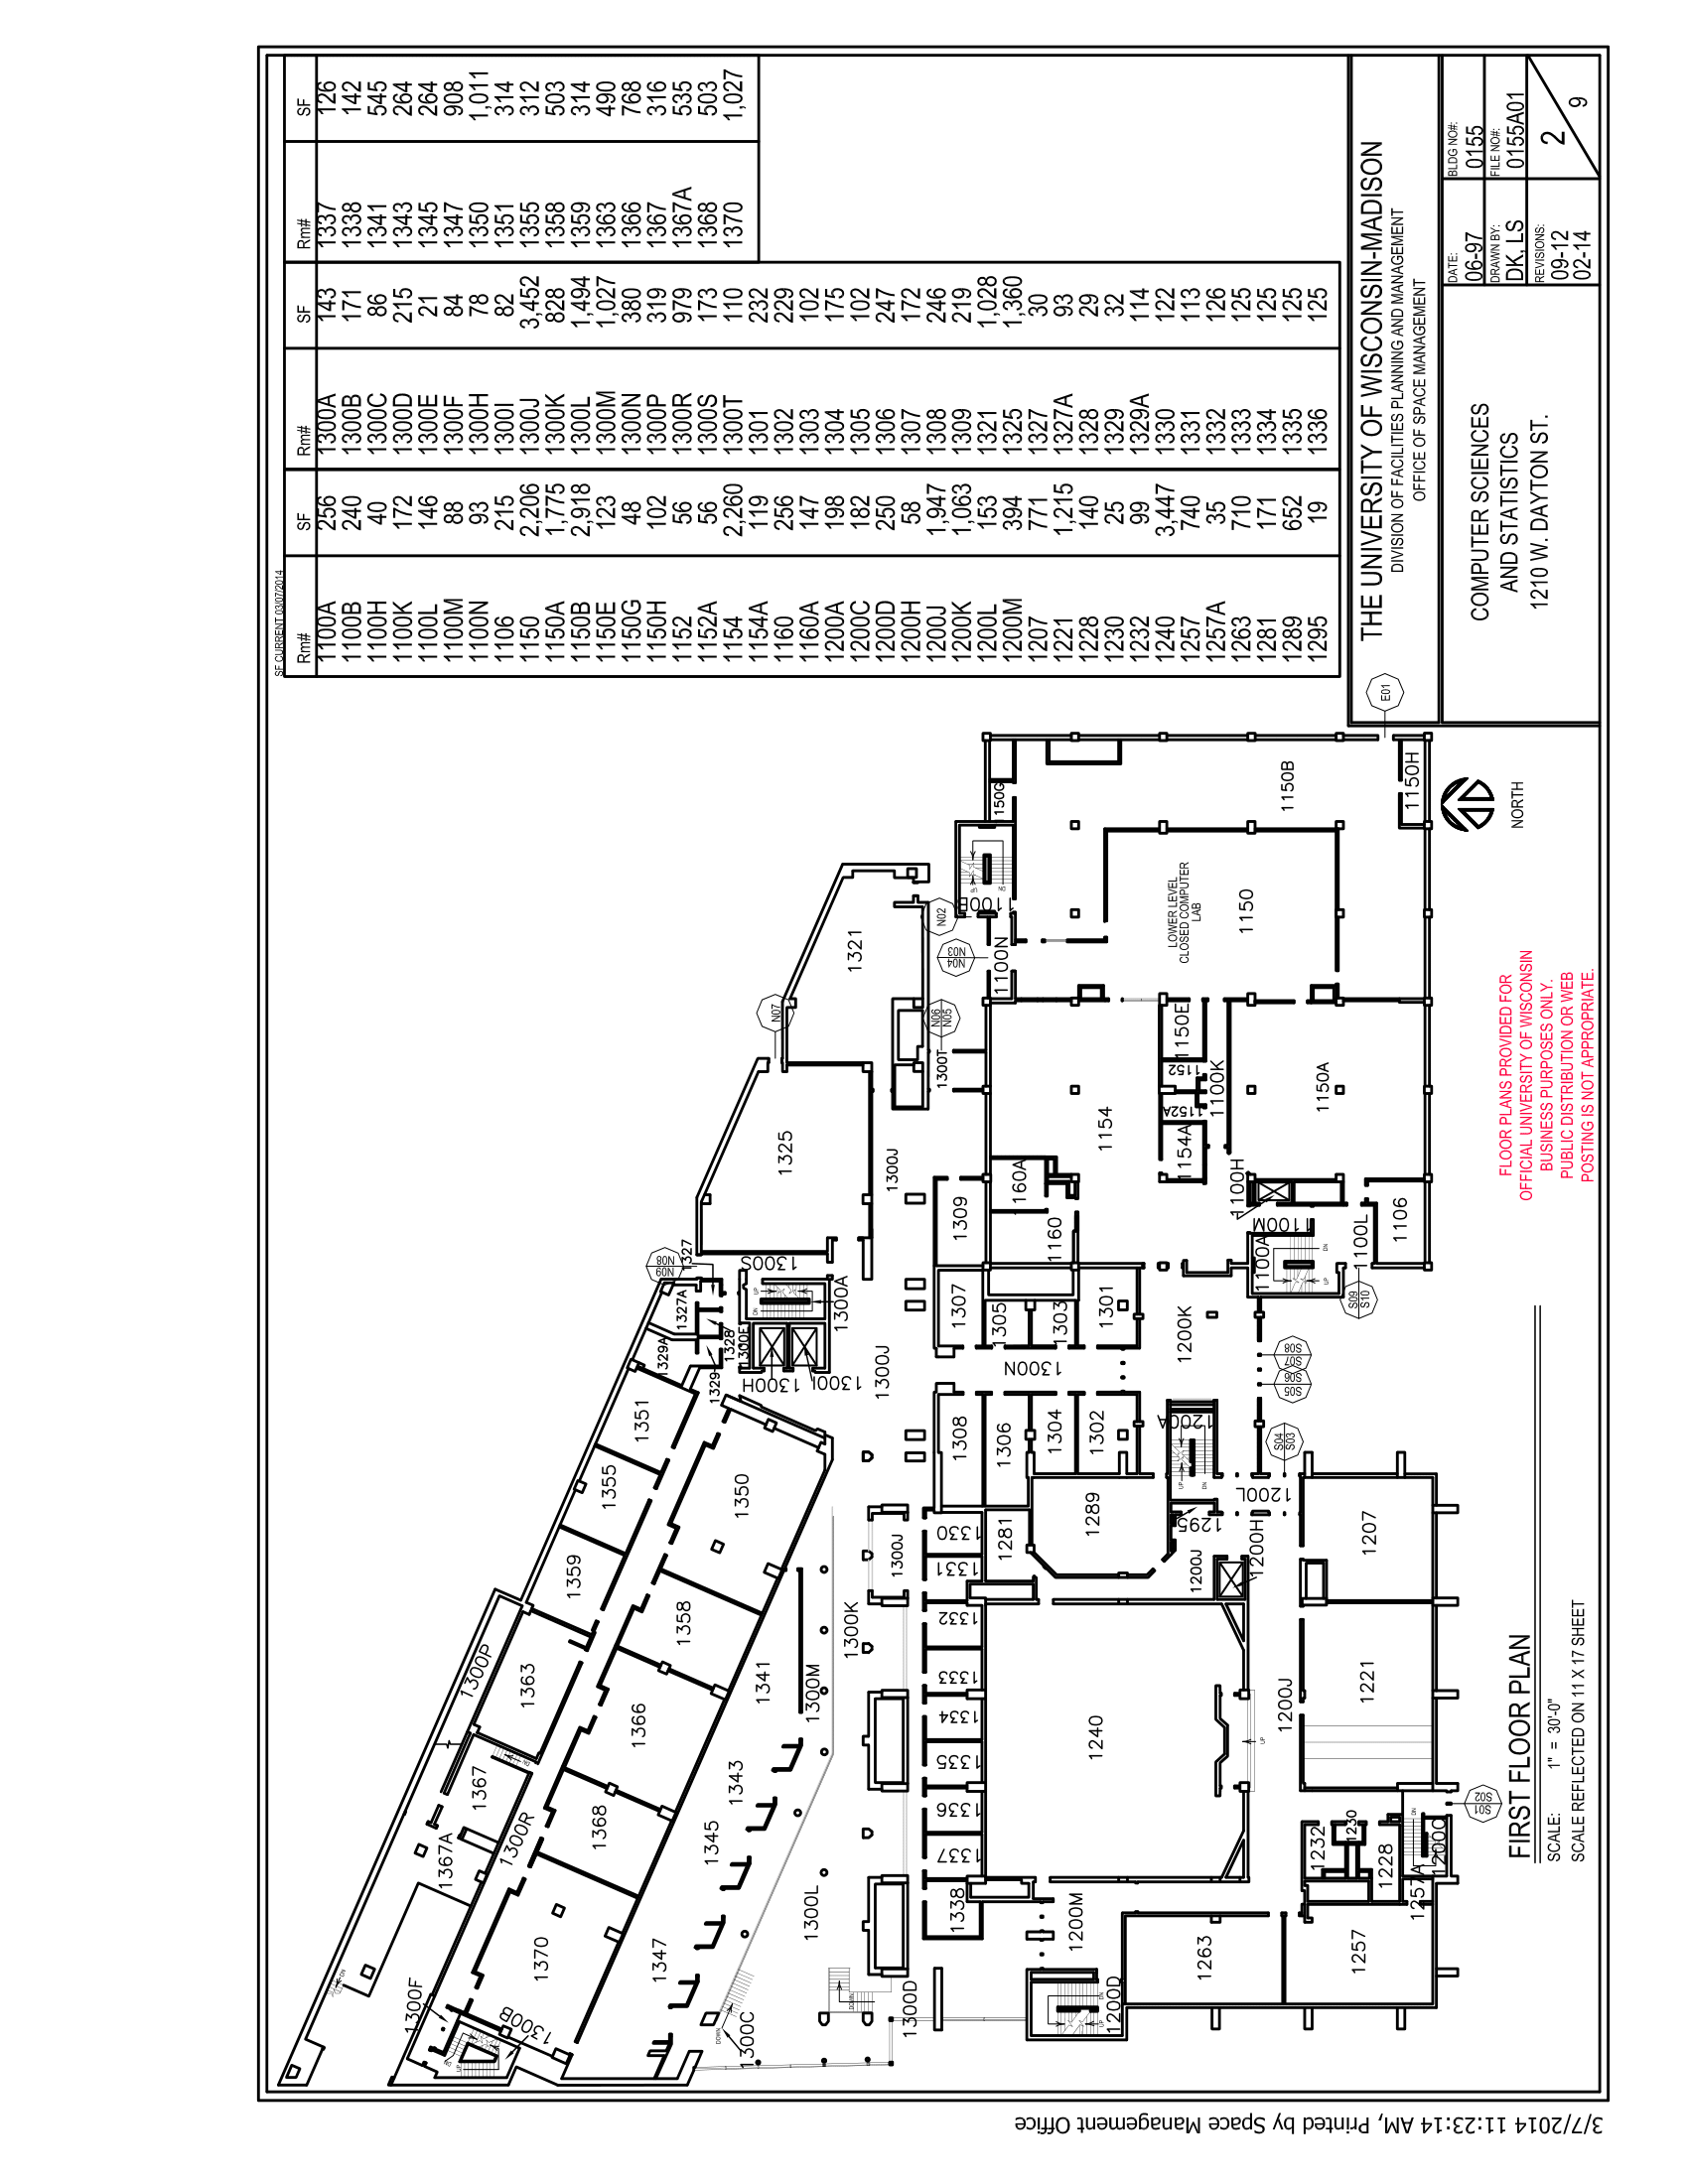 SF CURRENT 03/07/2014
Rm# SF Rm# SF Rm# SF
1100A 256 1300A 143 1337 126
1100B 240 1300B 171 1338 142
1100H 40 1300C 86 1341 545
1100K 172 1300D 215 1343 264
1100L 146 1300E 21 1345 264
1100M 88 1300F 84 1347 908
1100N 93 1300H 78 1350 1,011
1106 215 1300I 82 1351 314
1150 2,206 1300J 3,452 1355 312
1150A 1,775 1300K 828 1358 503
1150B 2,918 1300L 1,494 1359 314
1150E 123 1300M 1,027 1363 490
1150G 48 1300N 380 1366 768
1150H 102 1300P 319 1367 316
1152 56 1300R 979 1367A 535
1152A 56 1300S 173 1368 503
1154 2,260 1300T 110 1370 1,027
1154A 119 1301 232
1160 256 1302 229
1160A 147 1303 102
1200A 198 1304 175
1200C 182 1305 102
1200D 250 1306 247
1200H 58 1307 172
1200J 1,947 1308 246
1200K 1,063 1309 219
1200L 153 1321 1,028
1200M 394 1325 1,360
1207 771 1327 30
1221 1,215 1327A 93
1228 140 1328 29
1230 25 1329 32
1232 99 1329A 114
1240 3,447 1330 122
1257 740 1331 113
1257A 35 1332 126
1263 710 1333 125
1281 171 1334 125
1289 652 1335 125
1295 19 1336 125
THE UNIVERSITY OF WISCONSIN-MADISON
DIVISION OF FACILITIES PLANNING AND MANAGEMENT
OFFICE OF SPACE MANAGEMENT
COMPUTER SCIENCES
AND STATISTICS
1210 W. DAYTON ST.
DATE:
06-97
DRAWN BY:
DK, LS
REVISIONS:
09-12
02-14
BLDG NO#:
0155
FILE NO#:
0155A01
2
9
1300F
1300B
1370
1347
1300C
1367A
1367
1300R
1368
1345
1343
1300P
1363
1366
1341
1300M
1359
1358
1355
1350
1351
1329A
1329
1328
1327A
1327
1300E
1300H
1300I
1300S
1300A
N08
N09
1325
N07
1321
1300J
1300J
1300J
1300K
1300L
1300D
1300T
N06
N05
N02
N03
N04
1100B
1100N
1150G
1150B
1150H
E01
LOWER LEVEL
CLOSED COMPUTER
LAB
1150
1150A
1150E
1152
1152A
1154A
1100K
1154
1160A
1160
1309
1307
1305
1303
1301
1300N
1308
1306
1304
1302
1330
1331
1332
1333
1334
1335
1336
1337
1338
1281
1289
1295
1200J
1200H
1200L
1200A
1200K
1100H
1100M
1100A
1100L
1106
S09
S10
S08
S07
S06
S05
S04
S03
1207
1221
1200J
1240
1200M
1200D
1263
1257
1257A
1232
1230
1228
1200C
S01
S02
UP
DN
DOWN
DOWN
NORTH
FLOOR PLANS PROVIDED FOR
OFFICIAL UNIVERSITY OF WISCONSIN
BUSINESS PURPOSES ONLY.
PUBLIC DISTRIBUTION OR WEB
POSTING IS NOT APPROPRIATE.
FIRST FLOOR PLAN
SCALE: 1" = 30'-0"
SCALE REFLECTED ON 11 X 17 SHEET
3/7/2014 11:23:14 AM, Printed by Space Management Office